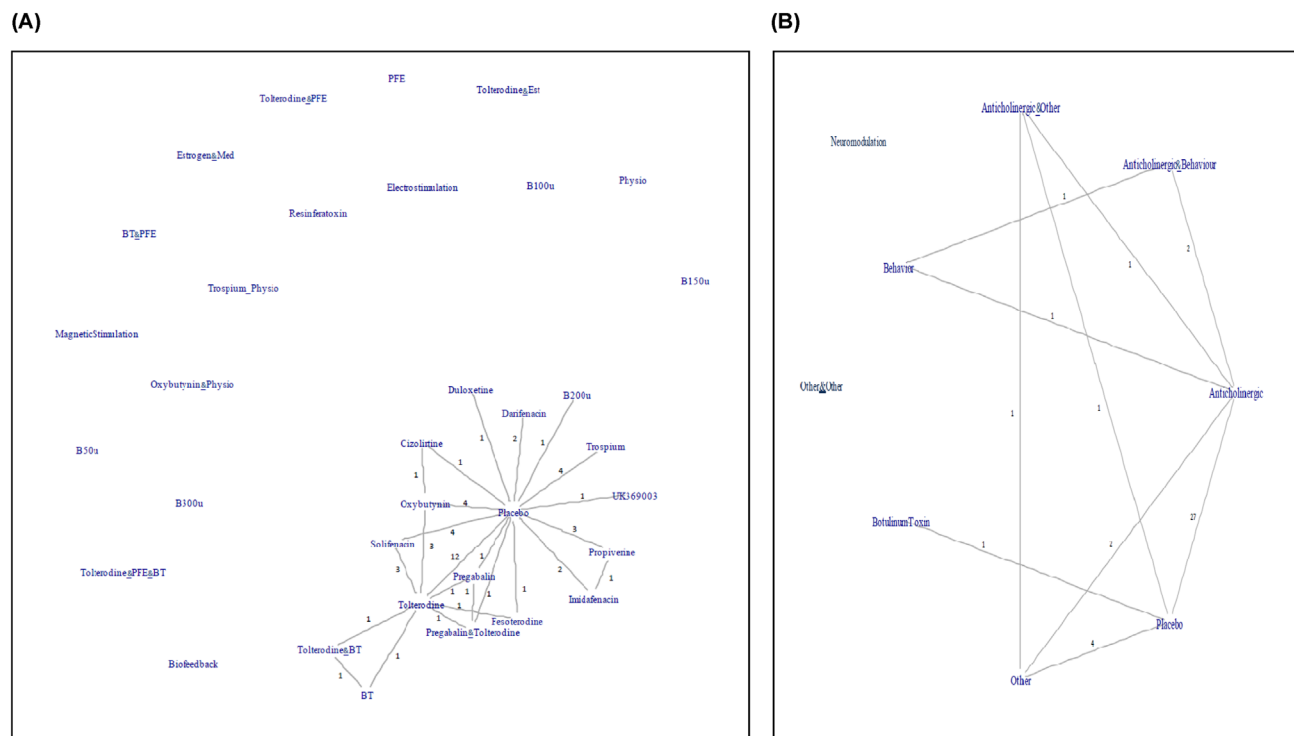 (A)
(B)
PFE
Tolterodine&PFE
Tolterodine&Est
Estrogen&Med
Electrostimulation
B100u
Physio
Resinferatoxin
BT&PFE
Trospium_Physio
B150u
MagneticStimulation
Oxybutynin&Physio
Duloxetine
B200u
Darifenacin
1
2
1
Cizolirtine
Trospium
B50u
1
1
4
B300u
Oxybutynin
4
Placebo
1
UK369003
Solifenacin
4
3
12
1
3
Propiverine
3
2
1
Tolterodine&PFE&BT
Pregabalin
Imidafenacin
Tolterodine
1
1
1
1
1
Fesoterodine
1
Pregabalin&Tolterodine
Tolterodine&BT
1
1
Biofeedback
1
BT
Anticholinergic&Other
Neuromodulation
Anticholinergic&Behaviour
1
2
Behavior
1
1
Other&Other
Anticholinergic
1
1
Botulinum-Toxin
27
1
2
Placebo
4
Other